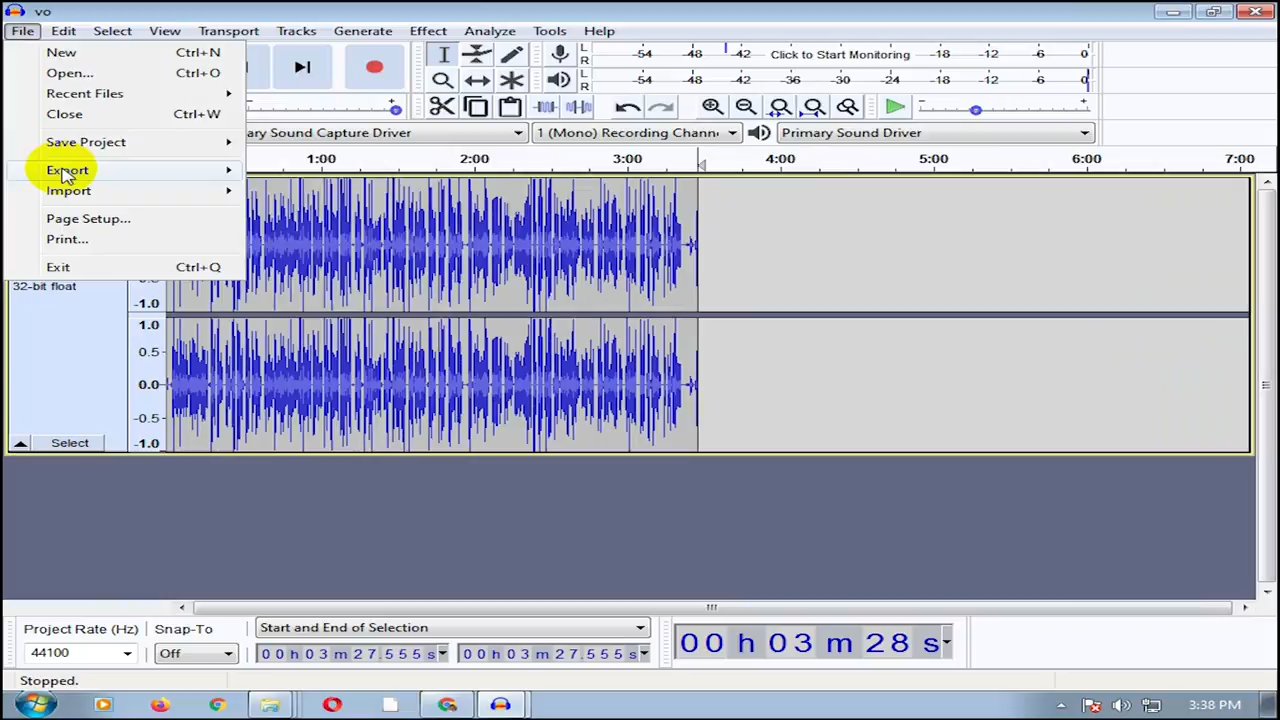 vo
File Edit Select View Transport Tracks Generate Effect Analyze Tools Help
New Ctrl+N
Open... Ctrl+O
Recent Files
Close Ctrl+W
Save Project
Export
Import
Page Setup...
Print...
Exit Ctrl+Q
L
R
-54 -48 -42 Click to Start Monitoring -18 -12 -6 0
L
R
-54 -48 -42 -36 -30 -24 -18 -12 -6 0
- +
- +
mary Sound Capture Driver
1 (Mono) Recording Chann
Primary Sound Driver
1:00 2:00 3:00 4:00 5:00 6:00 7:00
32-bit float
-1.0
1.0
0.5
0.0
-0.5
-1.0
Select
Project Rate (Hz)
44100
Snap-To
Off
Start and End of Selection
00 h 03 m 27.555 s
00 h 03 m 27.555 s
00 h 03 m 28 s
Stopped.
3:38 PM